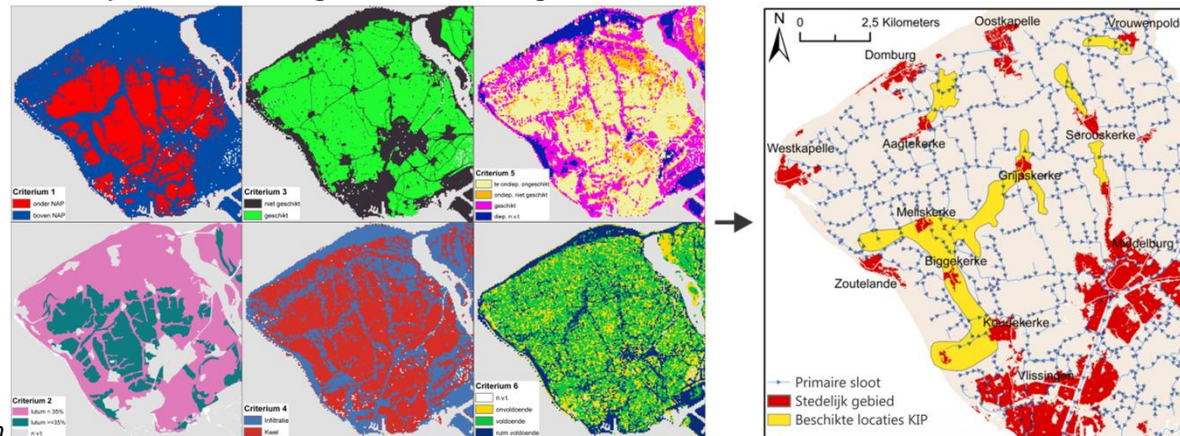 Criterium 1
onder NAP
boven NAP
Criterium 3
niet geschikt
geschikt
Criterium 5
te ondiep, ongeschikt
ondiep, niet geschikt
geschikt
diep, n.v.t.
Criterium 2
lutum < 35%
lutum >=35%
n.v.t.
Criterium 4
Infiltratie
Kwel
Criterium 6
n.v.t.
onvoldoende
voldoende
ruim voldoende
N
0 2,5 Kilometers
Oostkapelle
Vrouwenpolde
Domburg
Serooskerke
Aagtekerke
Westkapelle
Grijpskerke
Meliskerke
Middelburg
Biggekerke
Zoutelande
Koudekerke
Vlissingen
Primaire sloot
Stedelijk gebied
Beschikte locaties KIP